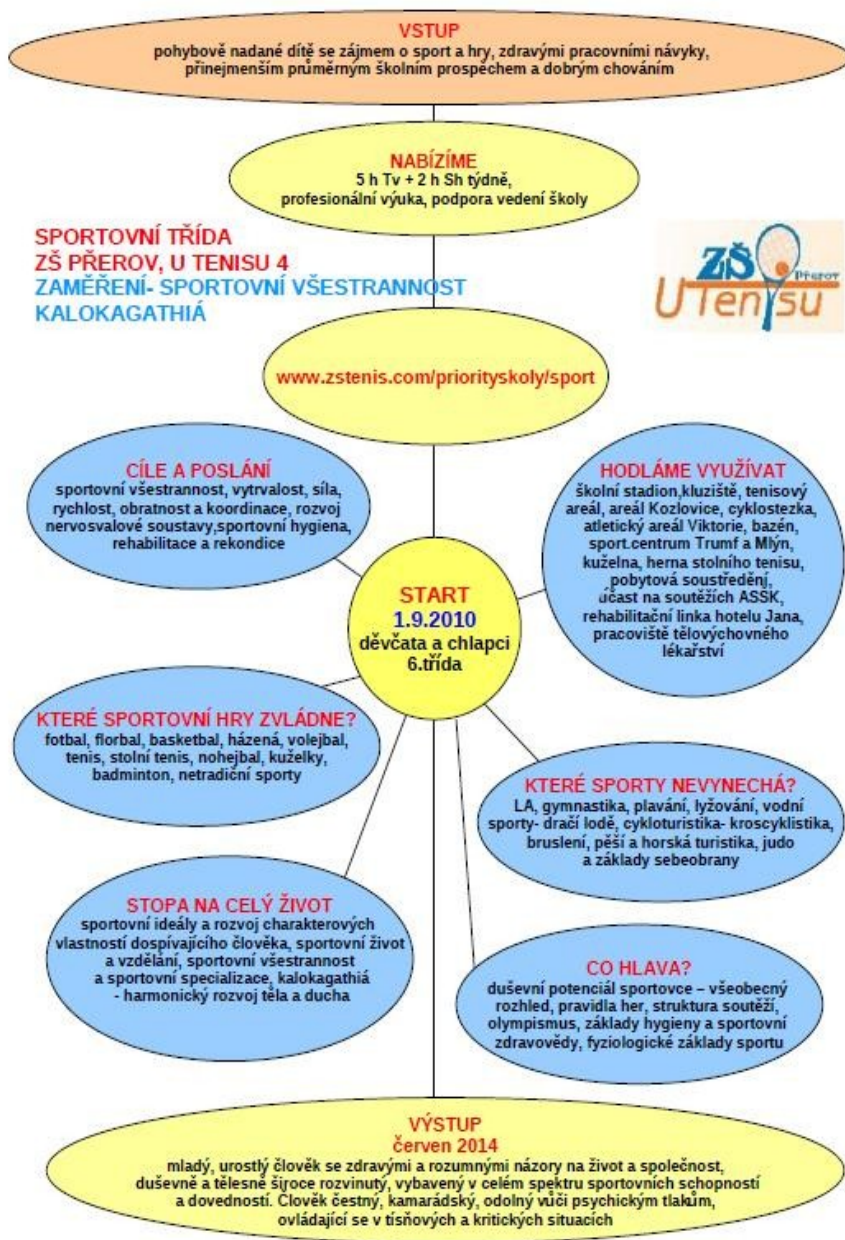 VSTUP
pohybově nadané dítě se zájmem o sport a hry, zdravými pracovními návyky,
přinejmenším průměrným školním prospěchem a dobrým chováním
NABÍZÍME
5 h Tv + 2 h Sh týdně,
profesionální výuka, podpora vedení školy
SPORTOVNÍ TŘÍDA
ZŠ PŘEROV, U TENISU 4
ZAMĚŘENÍ- SPORTOVNÍ VŠESTRANNOST
KALOKAGATHIÁ
ZŠ
Přerov
U Tenisu
www.zstenis.com/priorityskoly/sport
CÍLE A POSLÁNÍ
sportovní všestrannost, vytrvalost, síla,
rychlost, obratnost a koordinace, rozvoj
nervosvalové soustavy,sportovní hygiena,
rehabilitace a rekondice
HODLÁME VYUŽÍVAT
školní stadion,kluziště, tenisový
areál, areál Kozlovice, cyklostezka,
atletický areál Viktorie, bazén,
sport.centrum Trumf a Mlýn,
kuželna, herna stolního tenisu,
pobytová soustředění,
účast na soutěžích ASSK,
rehabilitační linka hotelu Jana,
pracoviště tělovýchovného
lékařství
START
1.9.2010
děvčata a chlapci
6.třída
KTERÉ SPORTOVNÍ HRY ZVLÁDNE?
fotbal, florbal, basketbal, házená, volejbal,
tenis, stolní tenis, nohejbal, kuželky,
badminton, netradiční sporty
KTERÉ SPORTY NEVYNECHÁ?
LA, gymnastika, plavání, lyžování, vodní
sporty- dračí lodě, cykloturistika- kroscyklistika,
bruslení, pěší a horská turistika, judo
a základy sebeobrany
STOPA NA CELÝ ŽIVOT
sportovní ideály a rozvoj charakterových
vlastností dospívajícího člověka, sportovní život
a vzdělání, sportovní všestrannost
a sportovní specializace, kalokagathiá
- harmonický rozvoj těla a ducha
CO HLAVA?
duševní potenciál sportovce – všeobecný
rozhled, pravidla her, struktura soutěží,
olympismus, základy hygieny a sportovní
zdravovědy, fyziologické základy sportu
VÝSTUP
červen 2014
mladý, urostlý člověk se zdravými a rozumnými názory na život a společnost,
duševně a tělesně široce rozvinutý, vybavený v celém spektru sportovních schopností
a dovedností. Člověk čestný, kamarádský, odolný vůči psychickým tlakům,
ovládající se v tísňových a kritických situacích